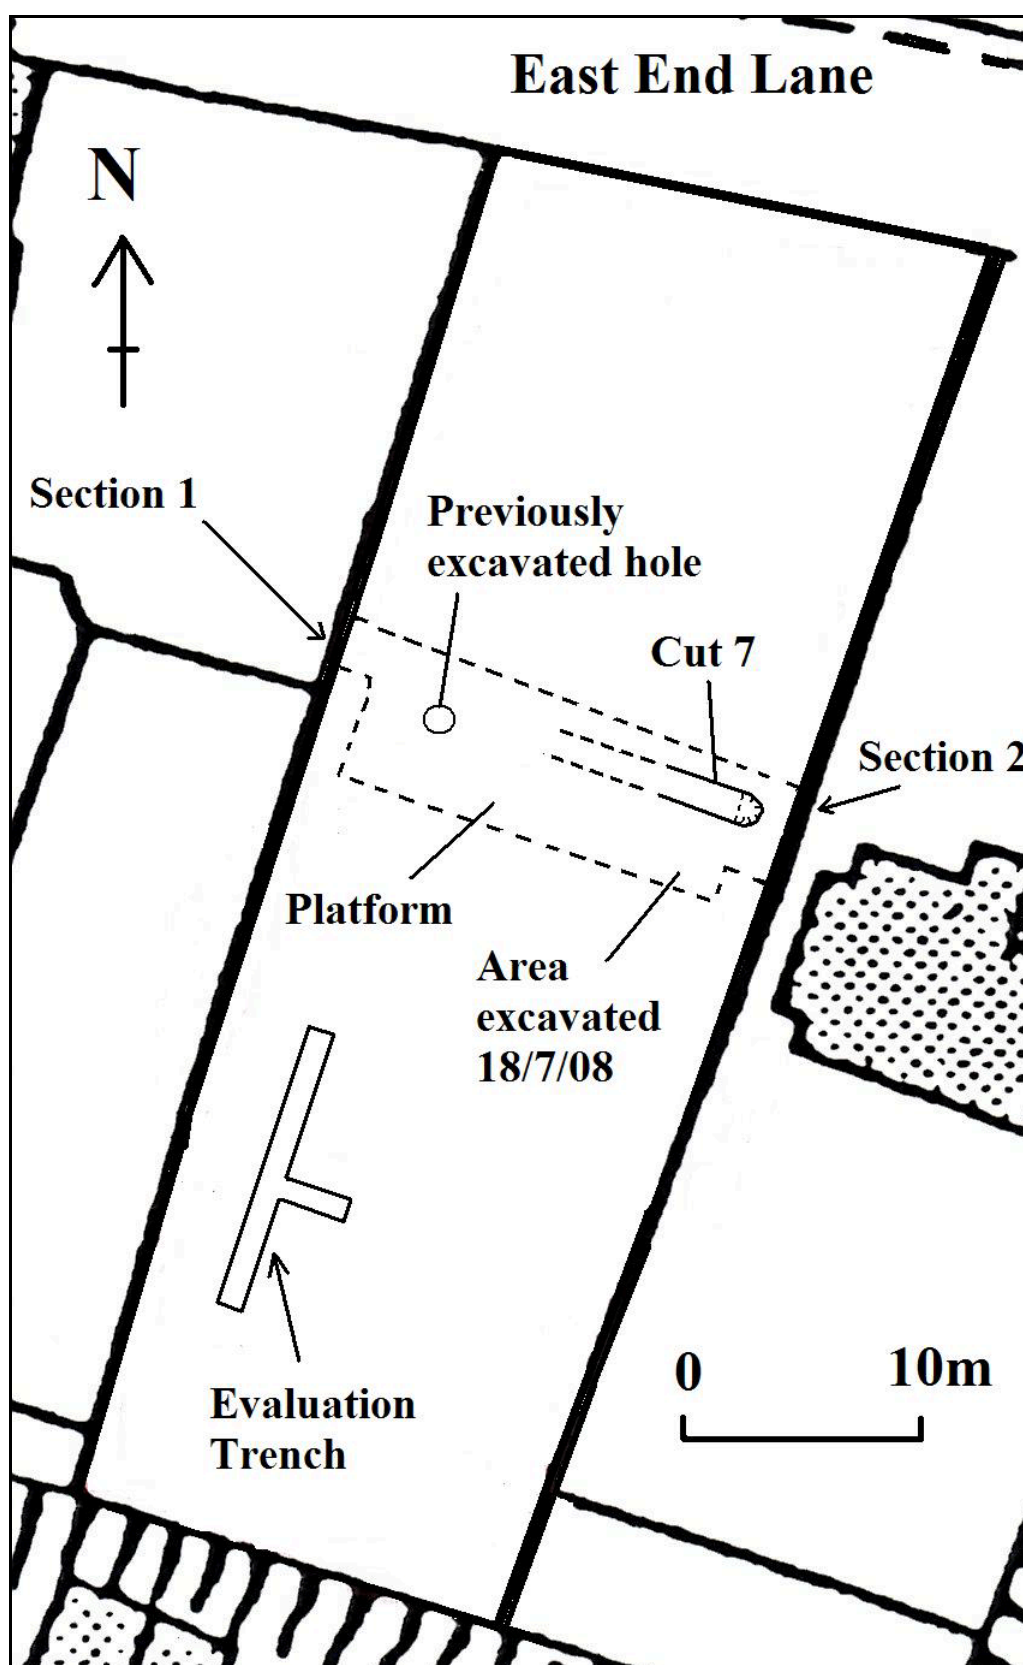 East End Lane
N
Section 1
Previously
excavated hole
Cut 7
Section 2
Platform
Area
excavated
18/7/08
Evaluation
Trench
0
10m